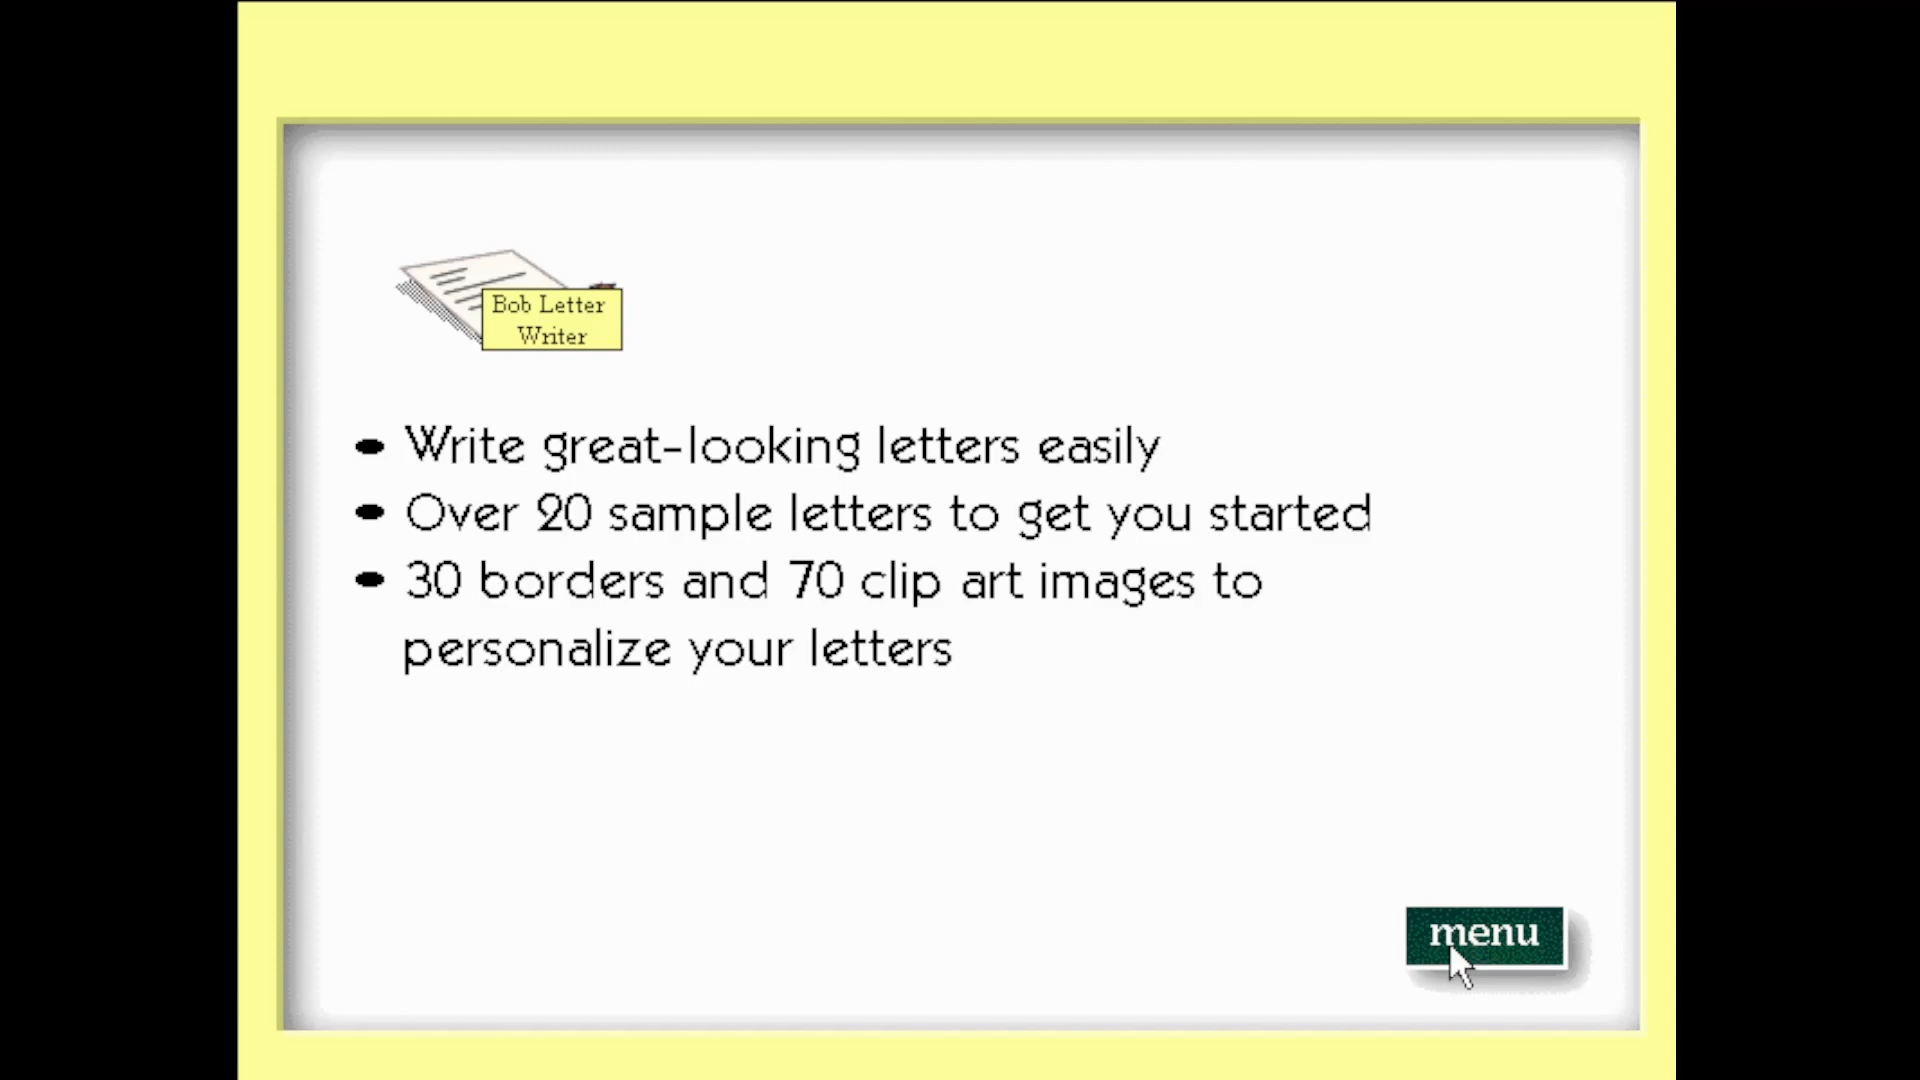 Bob Letter
Writer
• Write great-looking letters easily
• Over 20 sample letters to get you started
• 30 borders and 70 clip art images to
personalize your letters
menu